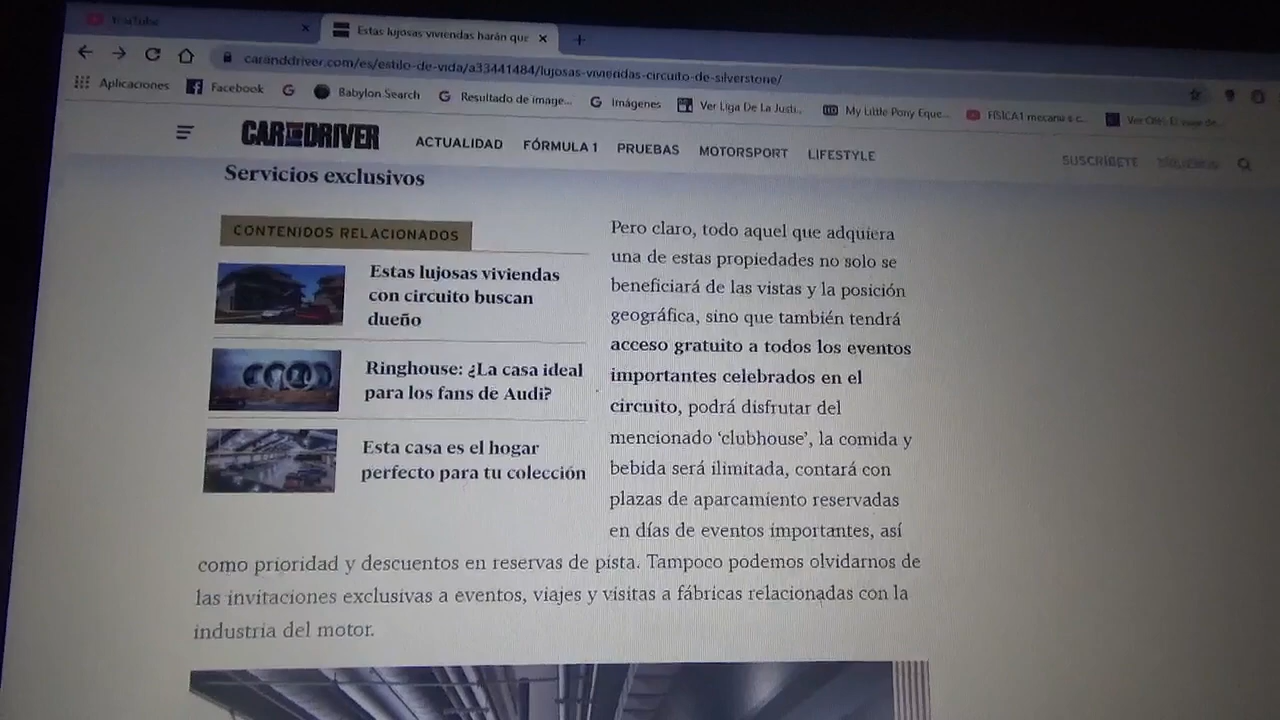 YouTube
Estas lujosas viviendas harán que
caranddriver.com/es/estilo-de-vida/a33441484/lujosas-viviendas-circuito-de-silverstone/
Aplicaciones Facebook Babylon Search Resultado de image... Imágenes Ver Liga De La Justi... My Little Pony Eque... FISICA1
CAR AND DRIVER ACTUALIDAD FÓRMULA 1 PRUEBAS MOTORSPORT LIFESTYLE SUSCRÍBETE
Servicios exclusivos
CONTENIDOS RELACIONADOS
Estas lujosas viviendas
con circuito buscan
dueño
Ringhouse: ¿La casa ideal
para los fans de Audi?
Esta casa es el hogar
perfecto para tu colección
Pero claro, todo aquel que adquiera
una de estas propiedades no solo se
beneficiará de las vistas y la posición
geográfica, sino que también tendrá
acceso gratuito a todos los eventos
importantes celebrados en el
circuito, podrá disfrutar del
mencionado ‘clubhouse’, la comida y
bebida será ilimitada, contará con
plazas de aparcamiento reservadas
en días de eventos importantes, así
como prioridad y descuentos en reservas de pista. Tampoco podemos olvidarnos de
las invitaciones exclusivas a eventos, viajes y visitas a fábricas relacionadas con la
industria del motor.